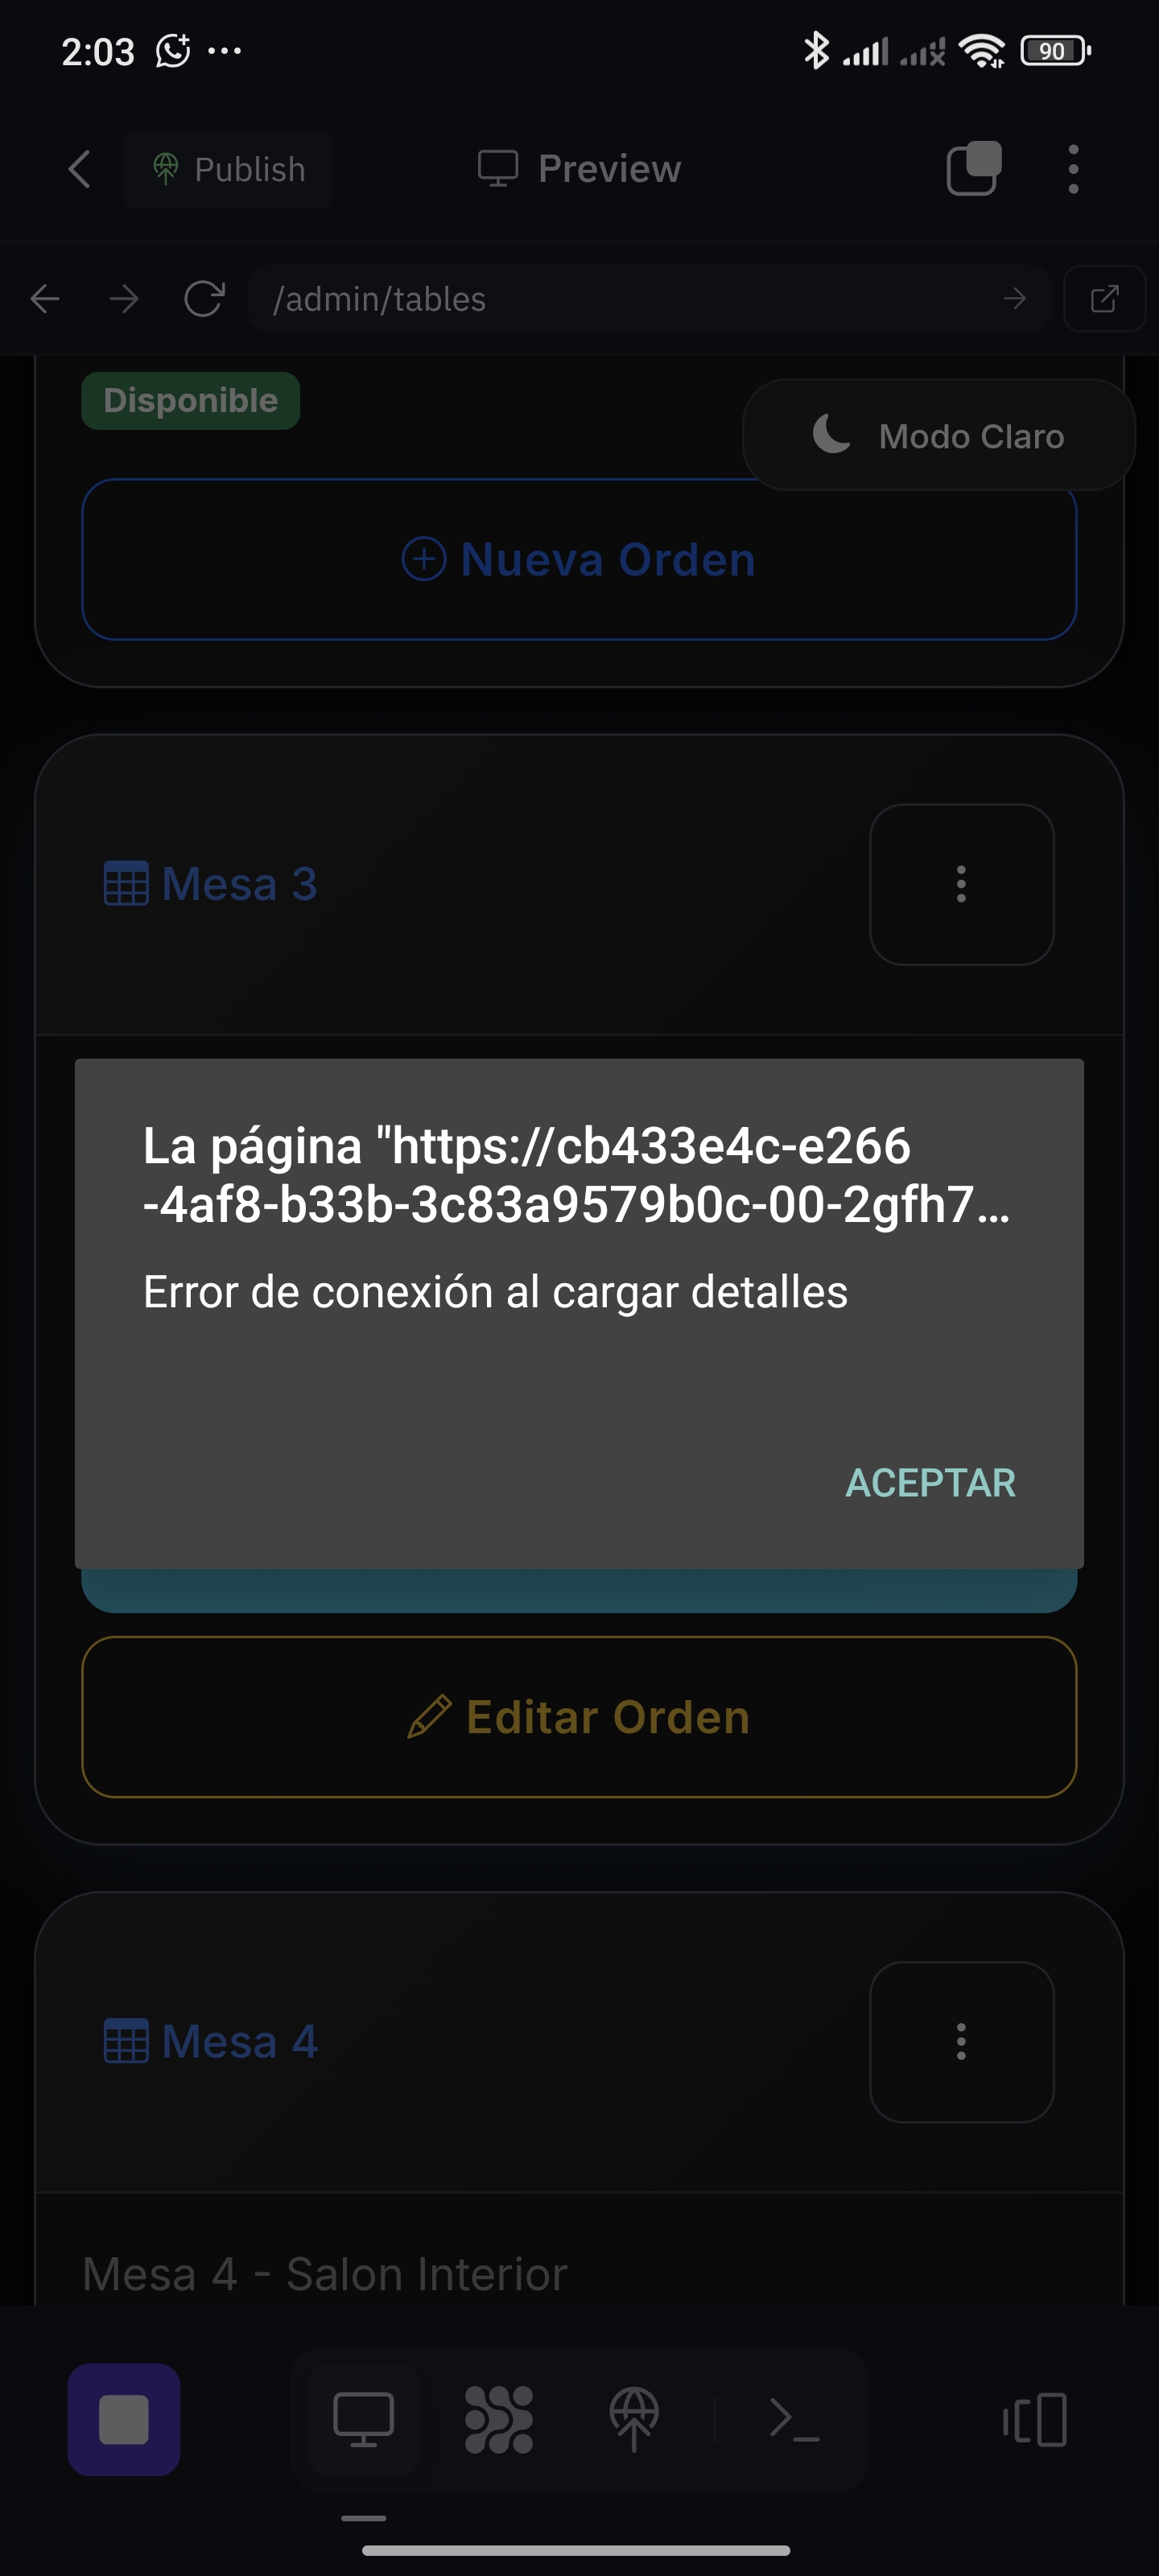 2:03
90
Publish
Preview
/admin/tables
Disponible
Modo Claro
Nueva Orden
Mesa 3
La página "https://cb433e4c-e266
-4af8-b33b-3c83a9579b0c-00-2gfh7…
Error de conexión al cargar detalles
ACEPTAR
Editar Orden
Mesa 4
Mesa 4 - Salon Interior